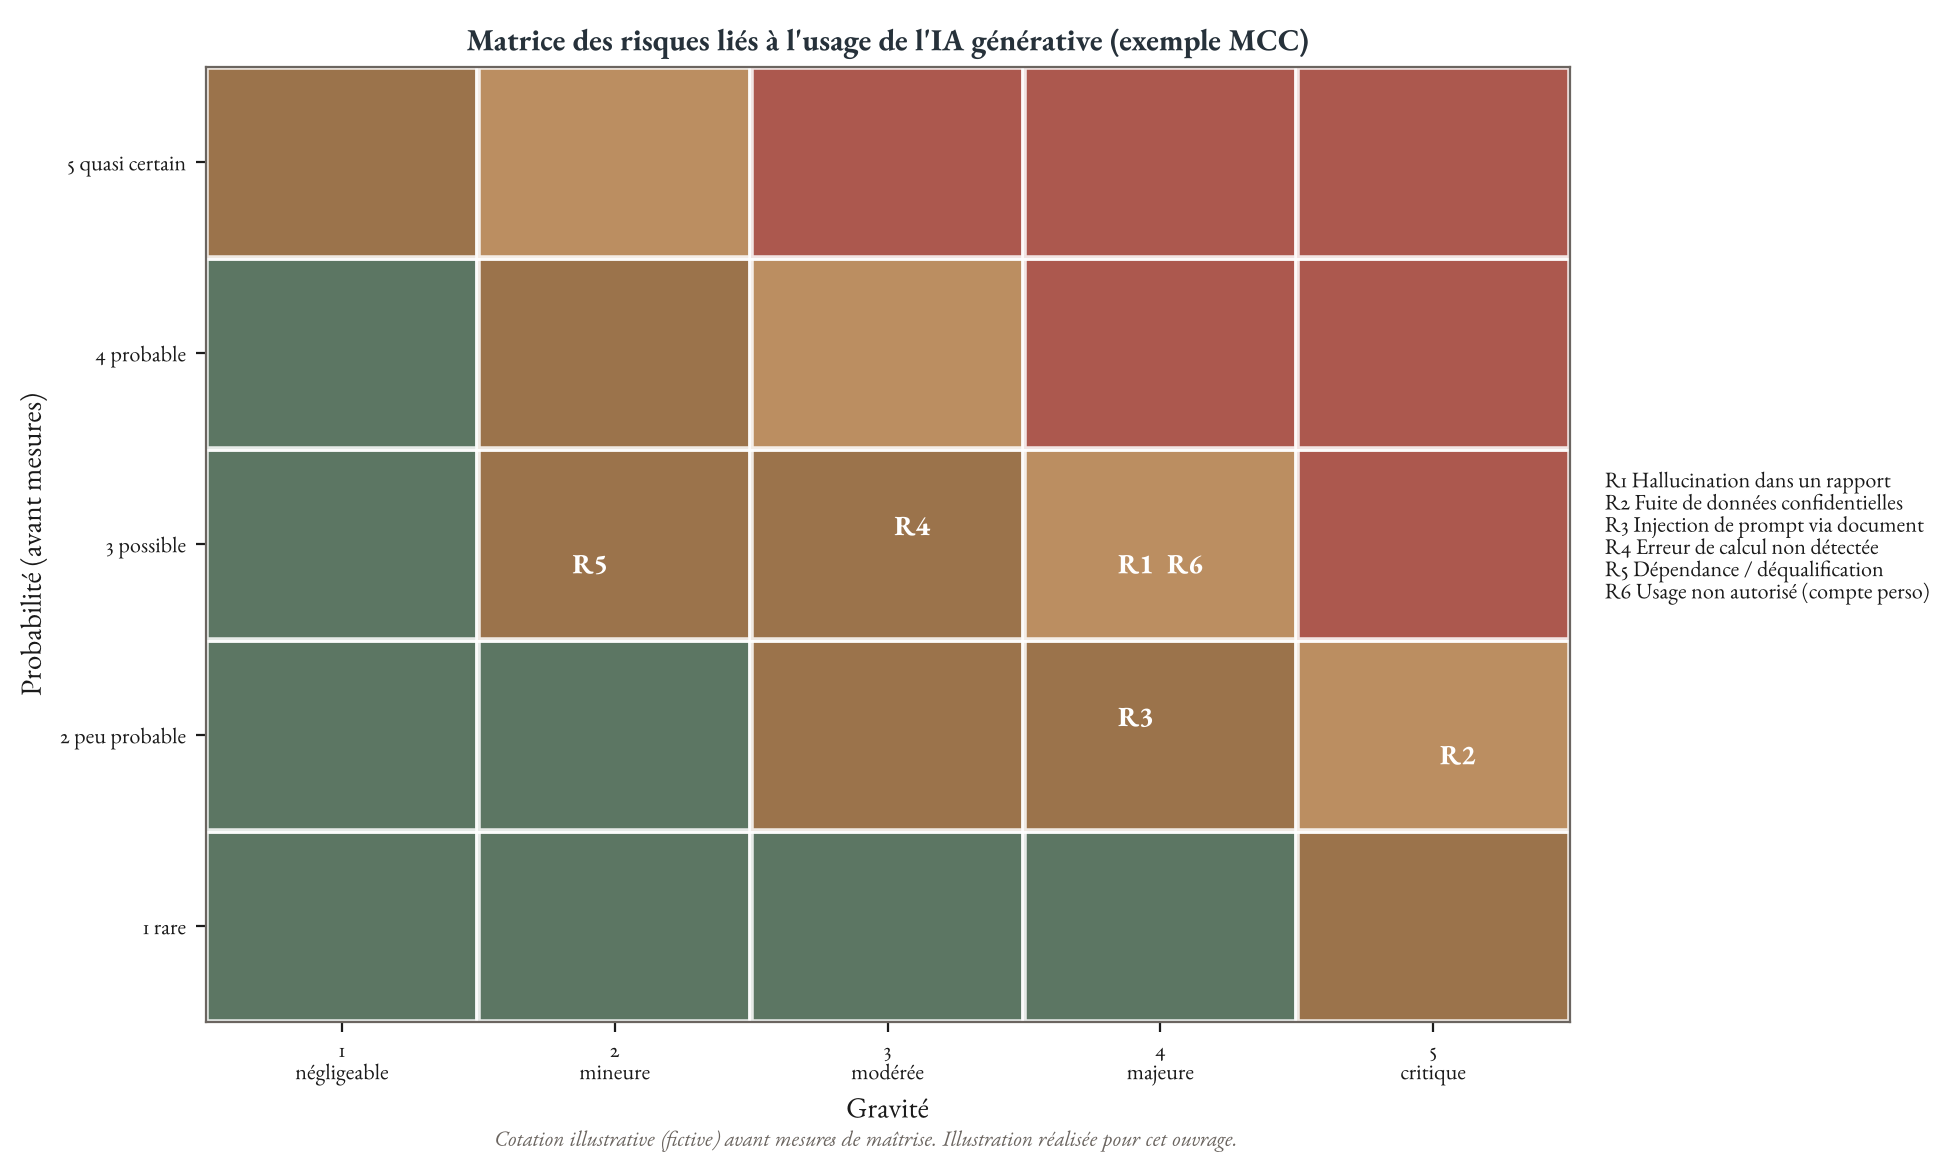 Matrice des risques liés à l'usage de l'IA générative (exemple MCC)
Probabilité (avant mesures)
5 quasi certain
4 probable
3 possible
2 peu probable
1 rare
R4
R5
R1 R6
R3
R2
R1 Hallucination dans un rapport
R2 Fuite de données confidentielles
R3 Injection de prompt via document
R4 Erreur de calcul non détectée
R5 Dépendance / déqualification
R6 Usage non autorisé (compte perso)
1
négligeable
2
mineure
3
modérée
4
majeure
5
critique
Gravité
Cotation illustrative (fictive) avant mesures de maîtrise. Illustration réalisée pour cet ouvrage.